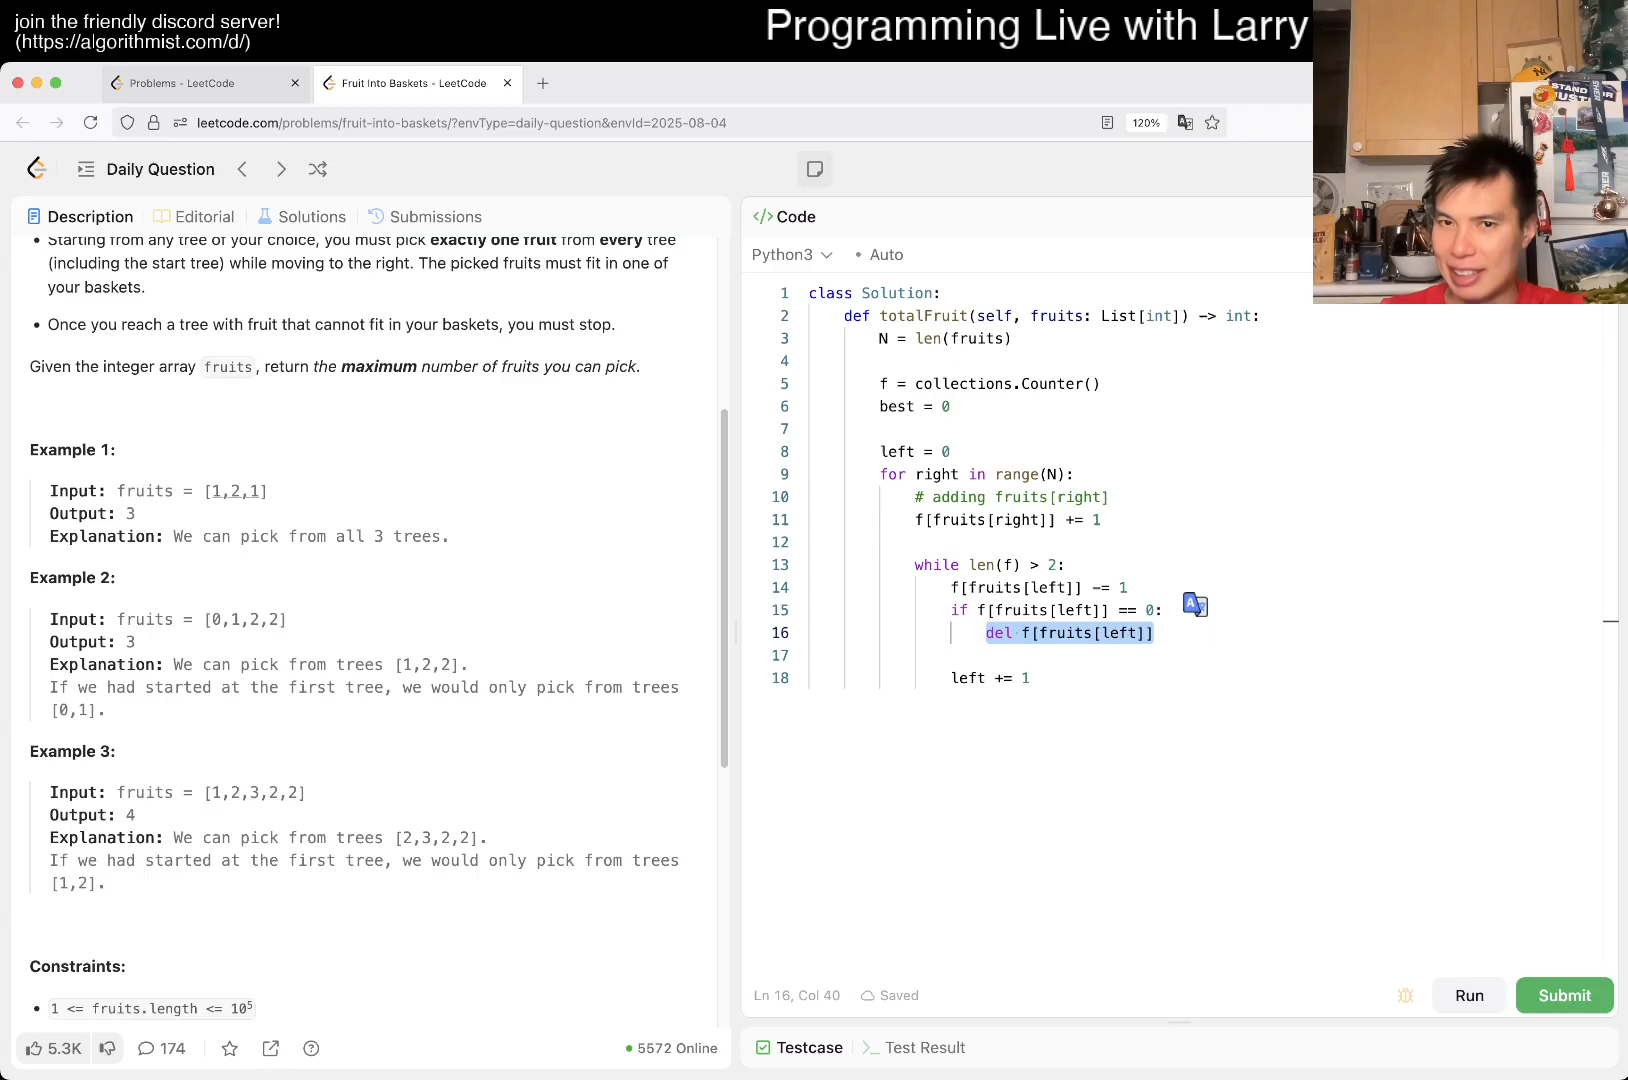 join the friendly discord server!
(https://algorithmist.com/d/)
Programming Live with Larry
Problems - LeetCode
Fruit Into Baskets - LeetCode
leetcode.com/problems/fruit-into-baskets/?envType=daily-question&envId=2025-08-04
120%
Daily Question
Description
Editorial
Solutions
Submissions
• Starting from any tree of your choice, you must pick exactly one fruit from every tree
(including the start tree) while moving to the right. The picked fruits must fit in one of
your baskets.
• Once you reach a tree with fruit that cannot fit in your baskets, you must stop.
Given the integer array fruits, return the maximum number of fruits you can pick.
Example 1:
Input: fruits = [1,2,1]
Output: 3
Explanation: We can pick from all 3 trees.
Example 2:
Input: fruits = [0,1,2,2]
Output: 3
Explanation: We can pick from trees [1,2,2].
If we had started at the first tree, we would only pick from trees
[0,1].
Example 3:
Input: fruits = [1,2,3,2,2]
Output: 4
Explanation: We can pick from trees [2,3,2,2].
If we had started at the first tree, we would only pick from trees
[1,2].
Constraints:
• 1 <= fruits.length <= 10⁵
5.3K
174
5572 Online
</> Code
Python3
• Auto
1 class Solution:
2 def totalFruit(self, fruits: List[int]) -> int:
3 N = len(fruits)
4
5 f = collections.Counter()
6 best = 0
7
8 left = 0
9 for right in range(N):
10 # adding fruits[right]
11 f[fruits[right]] += 1
12
13 while len(f) > 2:
14 f[fruits[left]] -= 1
15 if f[fruits[left]] == 0:
16 del f[fruits[left]]
17
18 left += 1
Ln 16, Col 40
Saved
Run
Submit
Testcase
Test Result